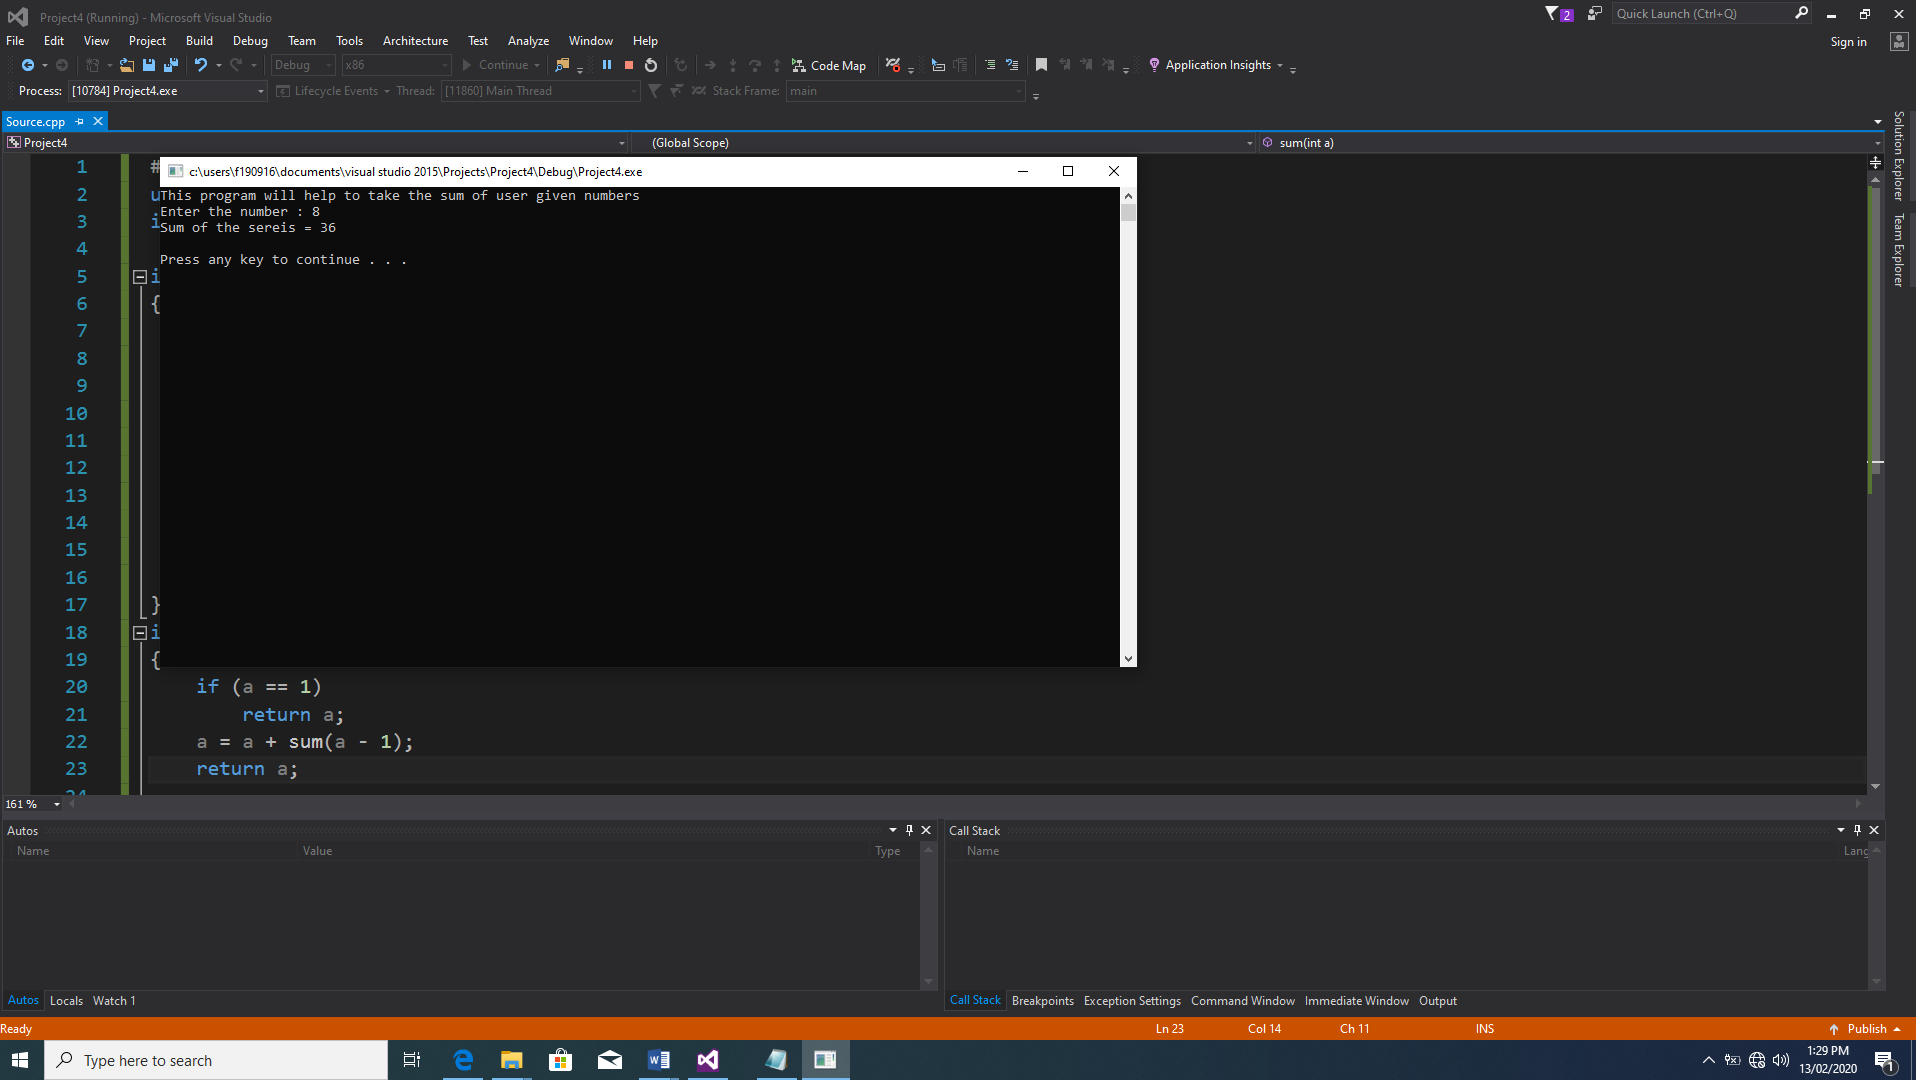 Project4 (Running) - Microsoft Visual Studio
2
Quick Launch (Ctrl+Q)
File Edit View Project Build Debug Team Tools Architecture Test Analyze Window Help
Sign in
Debug x86 Continue Code Map Application Insights
Process: [10784] Project4.exe Lifecycle Events Thread: [11860] Main Thread Stack Frame: main
Source.cpp
Project4 (Global Scope) sum(int a)
Solution Explorer
Team Explorer
c:\users\f190916\documents\visual studio 2015\Projects\Project4\Debug\Project4.exe
This program will help to take the sum of user given numbers
Enter the number : 8
Sum of the sereis = 36
Press any key to continue . . .
1 #
2 u
3 i
4
5 i
6 {
7
8
9
10
11
12
13
14
15
16
17 }
18 i
19 {
20 if (a == 1)
21 return a;
22 a = a + sum(a - 1);
23 return a;
24
161 %
Autos
Name Value Type
Call Stack
Name Lang
Autos Locals Watch 1
Call Stack Breakpoints Exception Settings Command Window Immediate Window Output
Ready Ln 23 Col 14 Ch 11 INS Publish
Type here to search
1:29 PM
13/02/2020
1